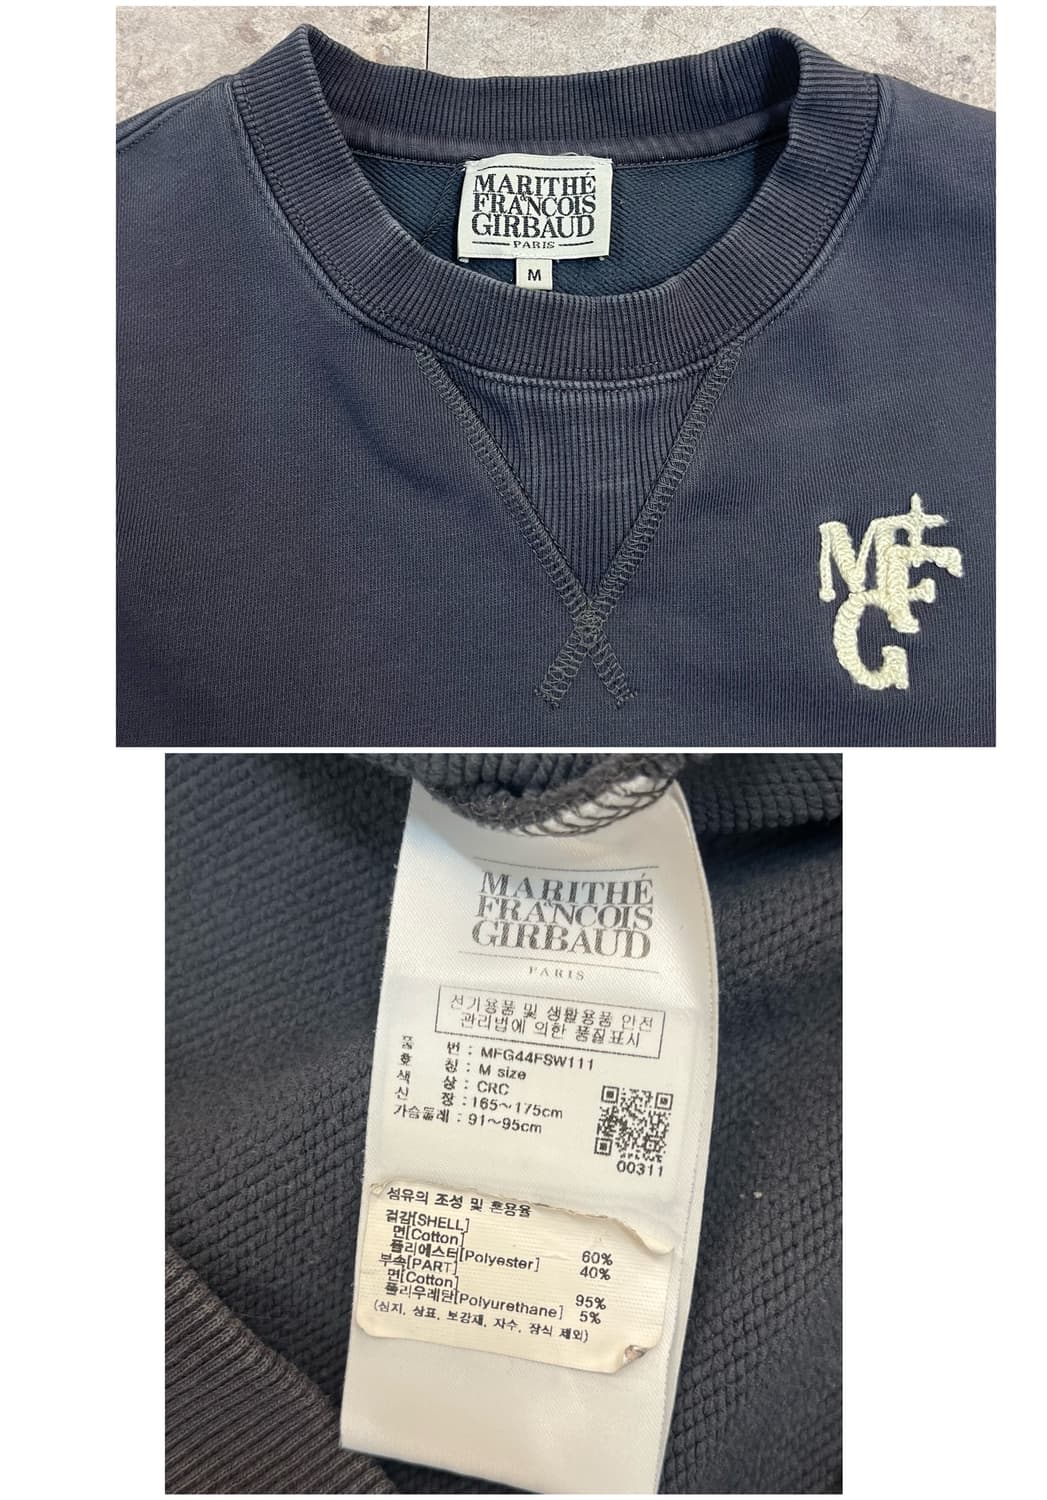 MARITHÉ
FRANCOIS
&
GIRBAUD
PARIS
M
M+F
G
MARITHÉ
FRANCOIS
&
GIRBAUD
PARIS
전기용품 및 생활용품 안전
관리법에 의한 품질표시
품 번 : MFG44FSW111
호 칭 : M size
색 상 : CRC
신 장 : 165~175cm
가슴둘레 : 91~95cm
00311
섬유의 조성 및 혼용율
겉감[SHELL]
면[Cotton] 60%
폴리에스터[Polyester] 40%
부속[PART]
면[Cotton] 95%
폴리우레탄[Polyurethane] 5%
(심지, 상표, 보강재, 자수, 장식 제외)